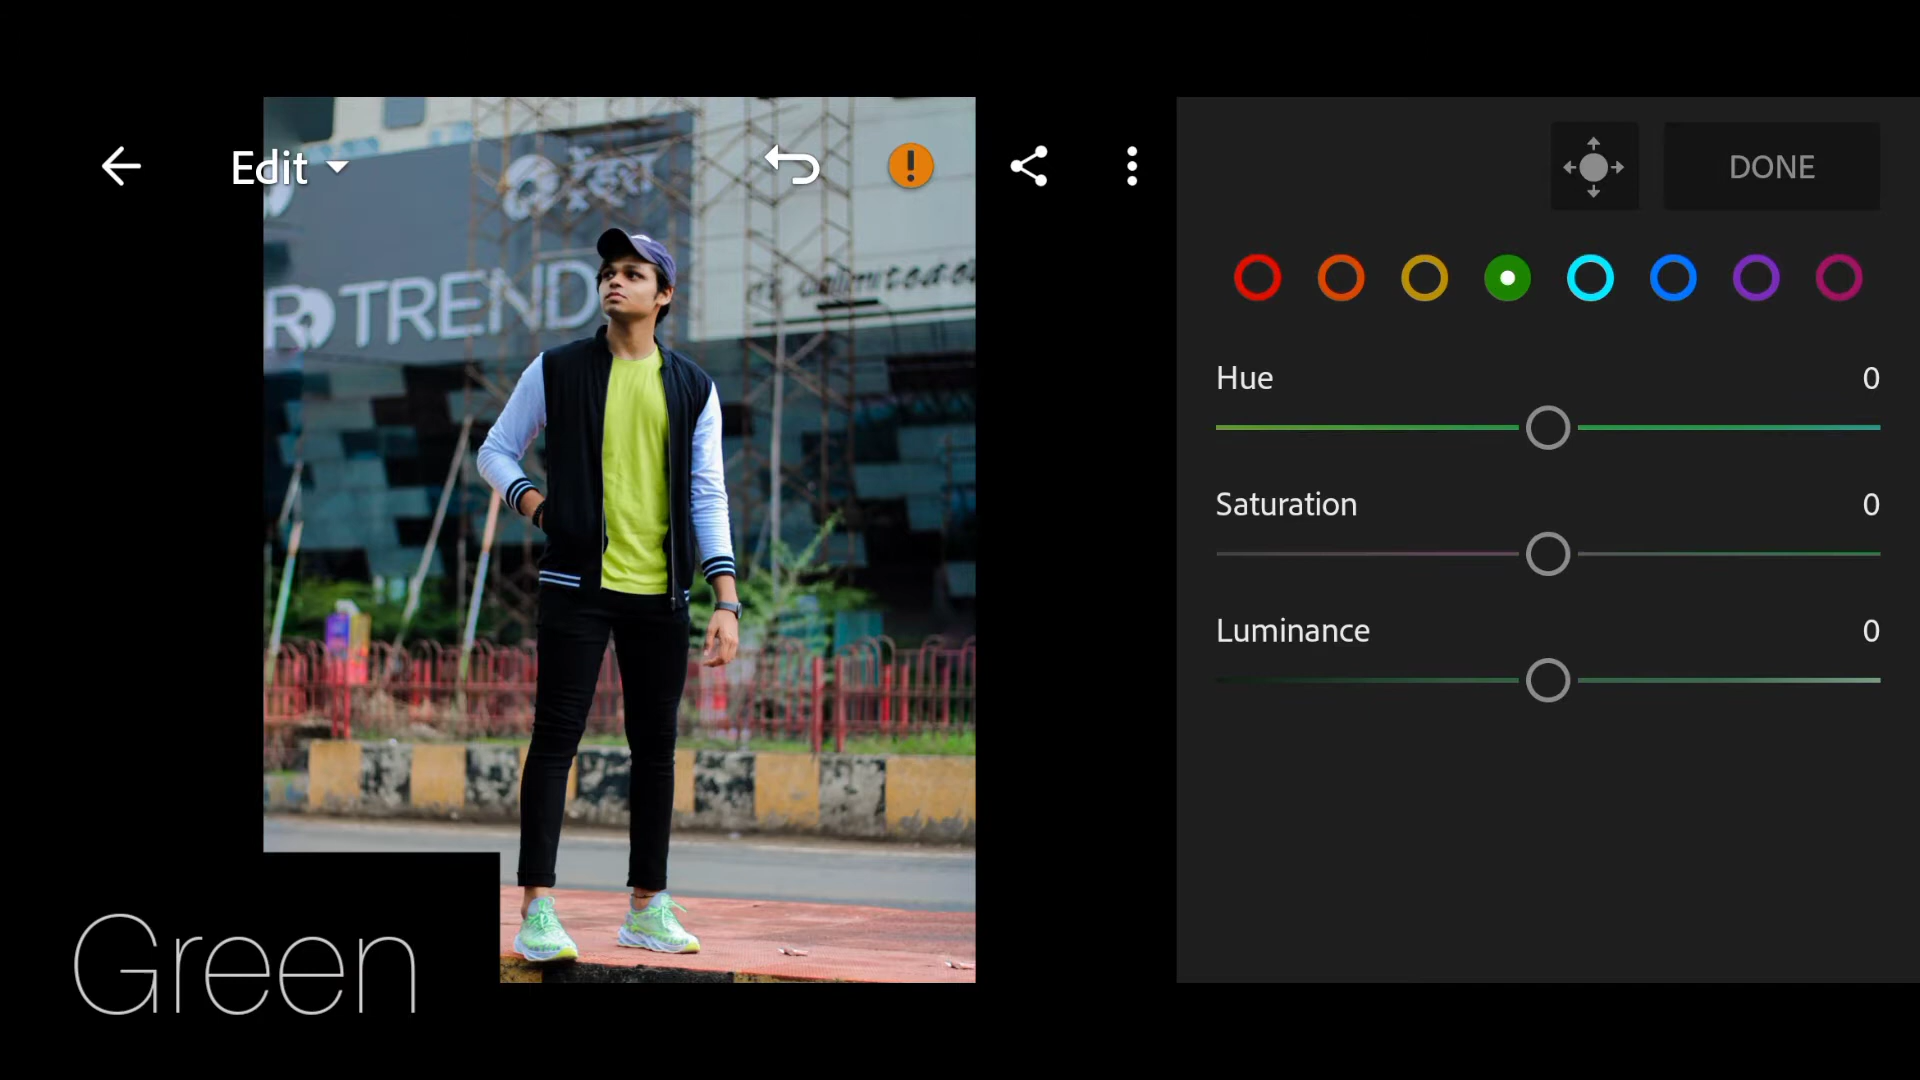 Edit
DONE
TREND
Hue 0
Saturation 0
Luminance 0
Green